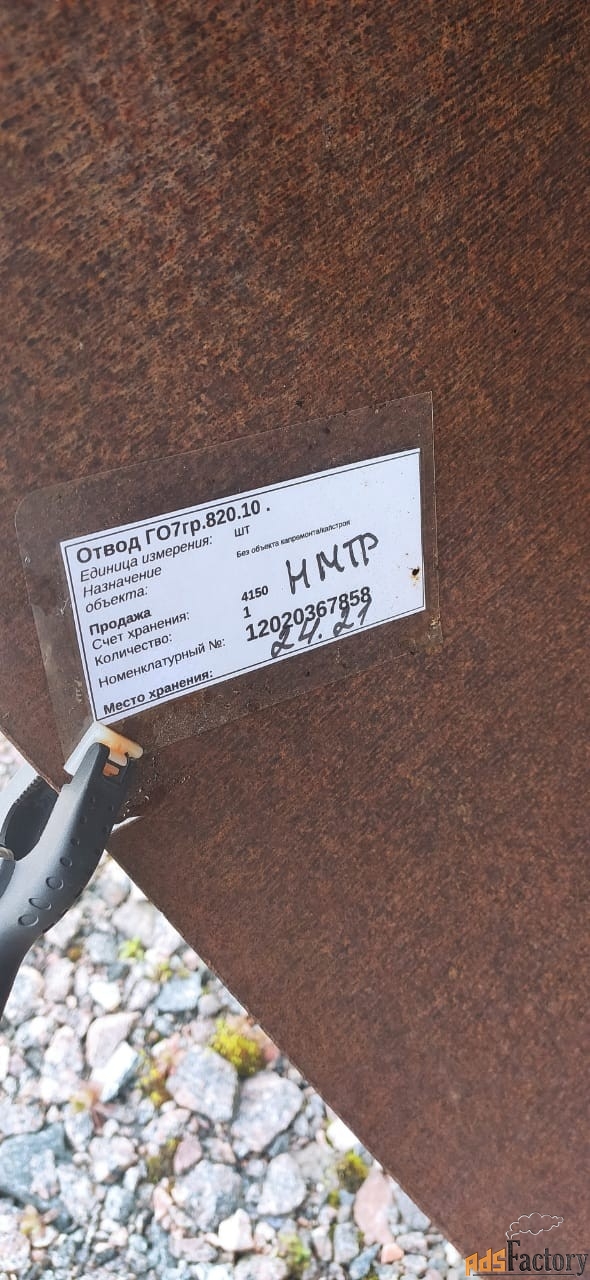 Отвод ГО7гр.820.10 .
Единица измерения: шт
Назначение объекта: Без объекта капремонта/капстроя
Продажа
Счет хранения: 4150 НМТР
Количество: 1
Номенклатурный №: 12020367858
24.21
Место хранения:
AdsFactory